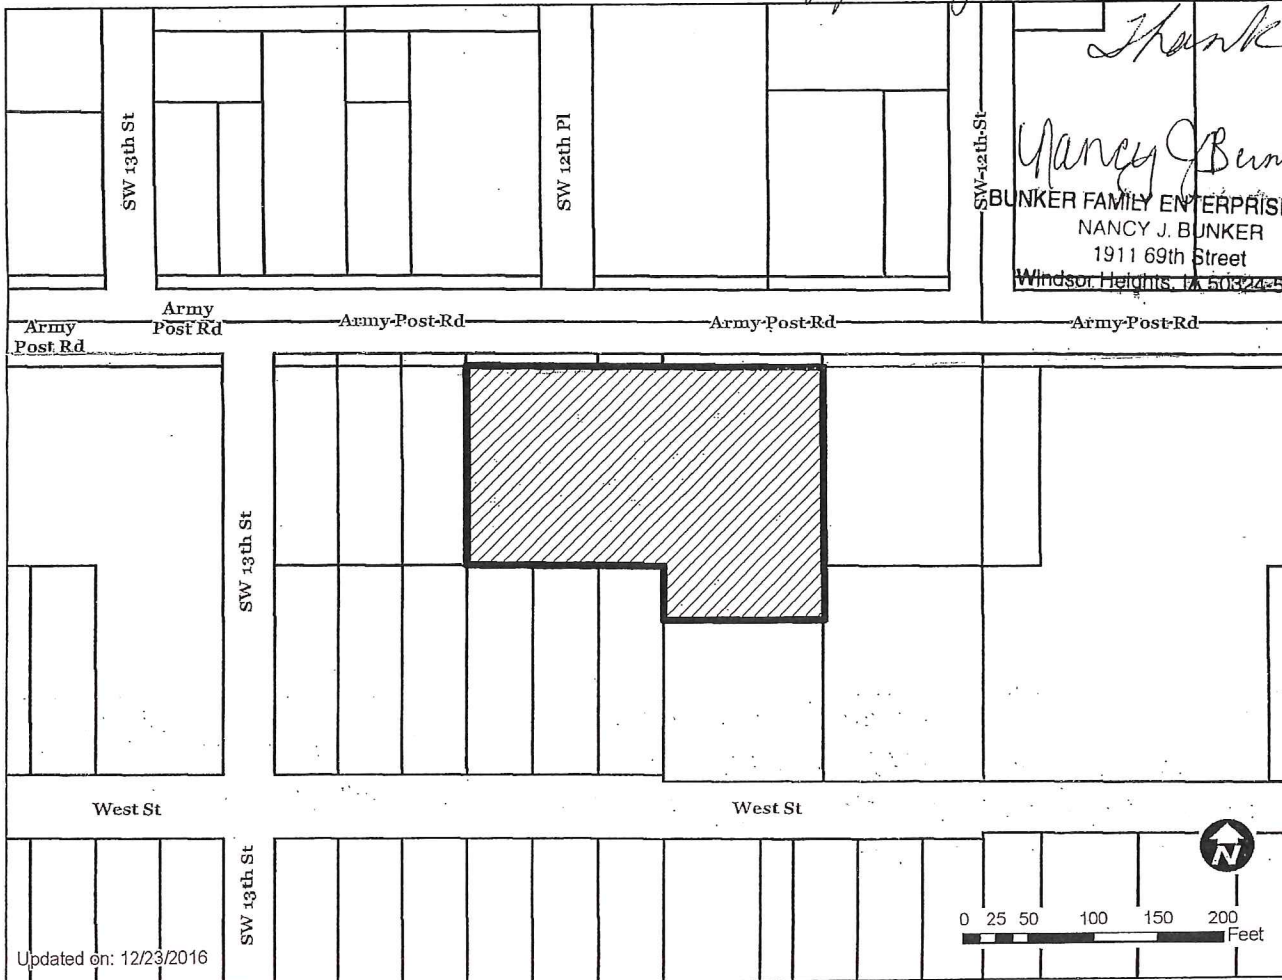 Thank
Nancy J Bun
BUNKER FAMILY ENTERPRIS
NANCY J. BUNKER
1911 69th Street
Windsor Heights, IA 50324-5
SW 13th St
SW 12th Pl
SW 12th St
Army
Post Rd
Army
Post Rd
Army Post Rd
Army Post Rd
Army Post Rd
SW 13th St
West St
West St
SW 13th St
N
0 25 50 100 150 200
Feet
Updated on: 12/23/2016